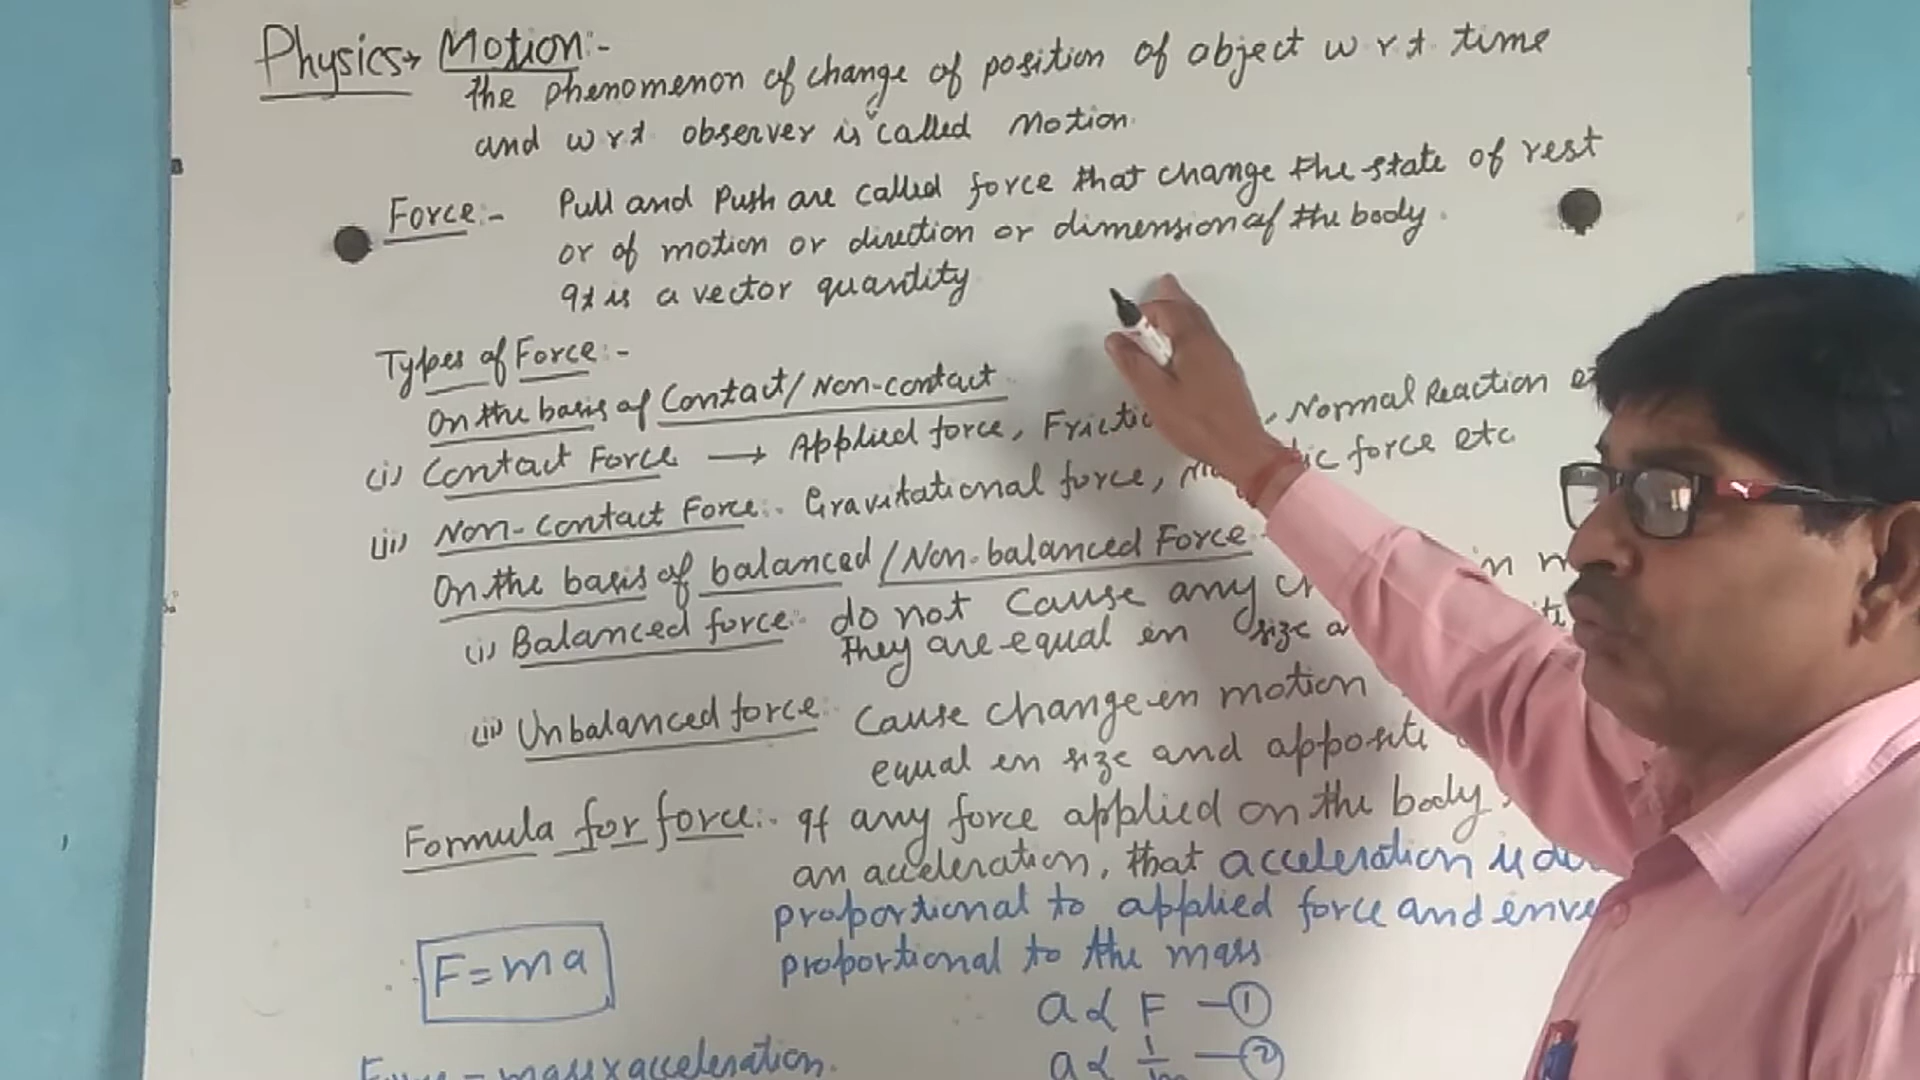 Physics → Motion:-
the phenomenon of change of position of object w r t time
and w r t observer is called Motion.
Force:- Pull and Push are called force that change the state of rest
or of motion or direction or dimension of the body.
It is a vector quantity
Types of Force:-
On the basis of Contact/Non-contact
(i) Contact Force → Applied force, Normal Reaction
(ii) Non-Contact Force:- Gravitational force, force etc
On the basis of balanced/Non-balanced Force
(i) Balanced force:- do not cause any
They are equal in size
(ii) Unbalanced force:- cause change in motion
equal in size and apposite
Formula for force:- If any force applied on the body,
an acceleration, that acceleration is
proportional to applied force and
proportional to the mass
F=ma
a ∝ F —①
Force = mass x acceleration.
a ∝ 1/m —②